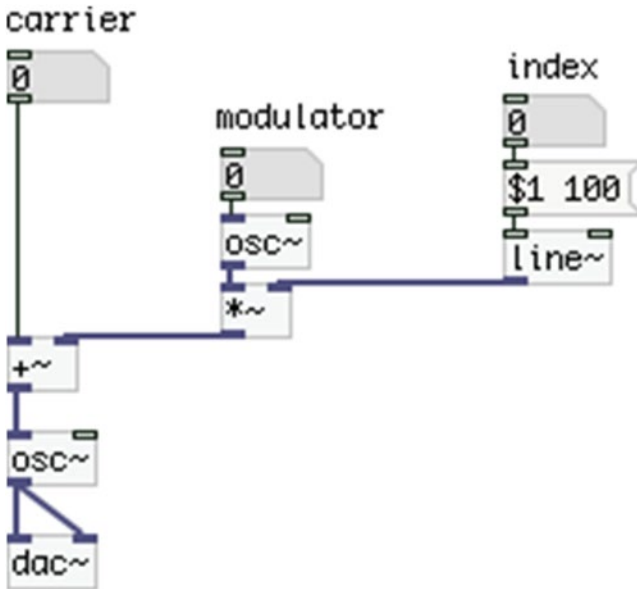 carrier
0
modulator
0
osc~
*~
index
0
$1 100
line~
+~
osc~
dac~